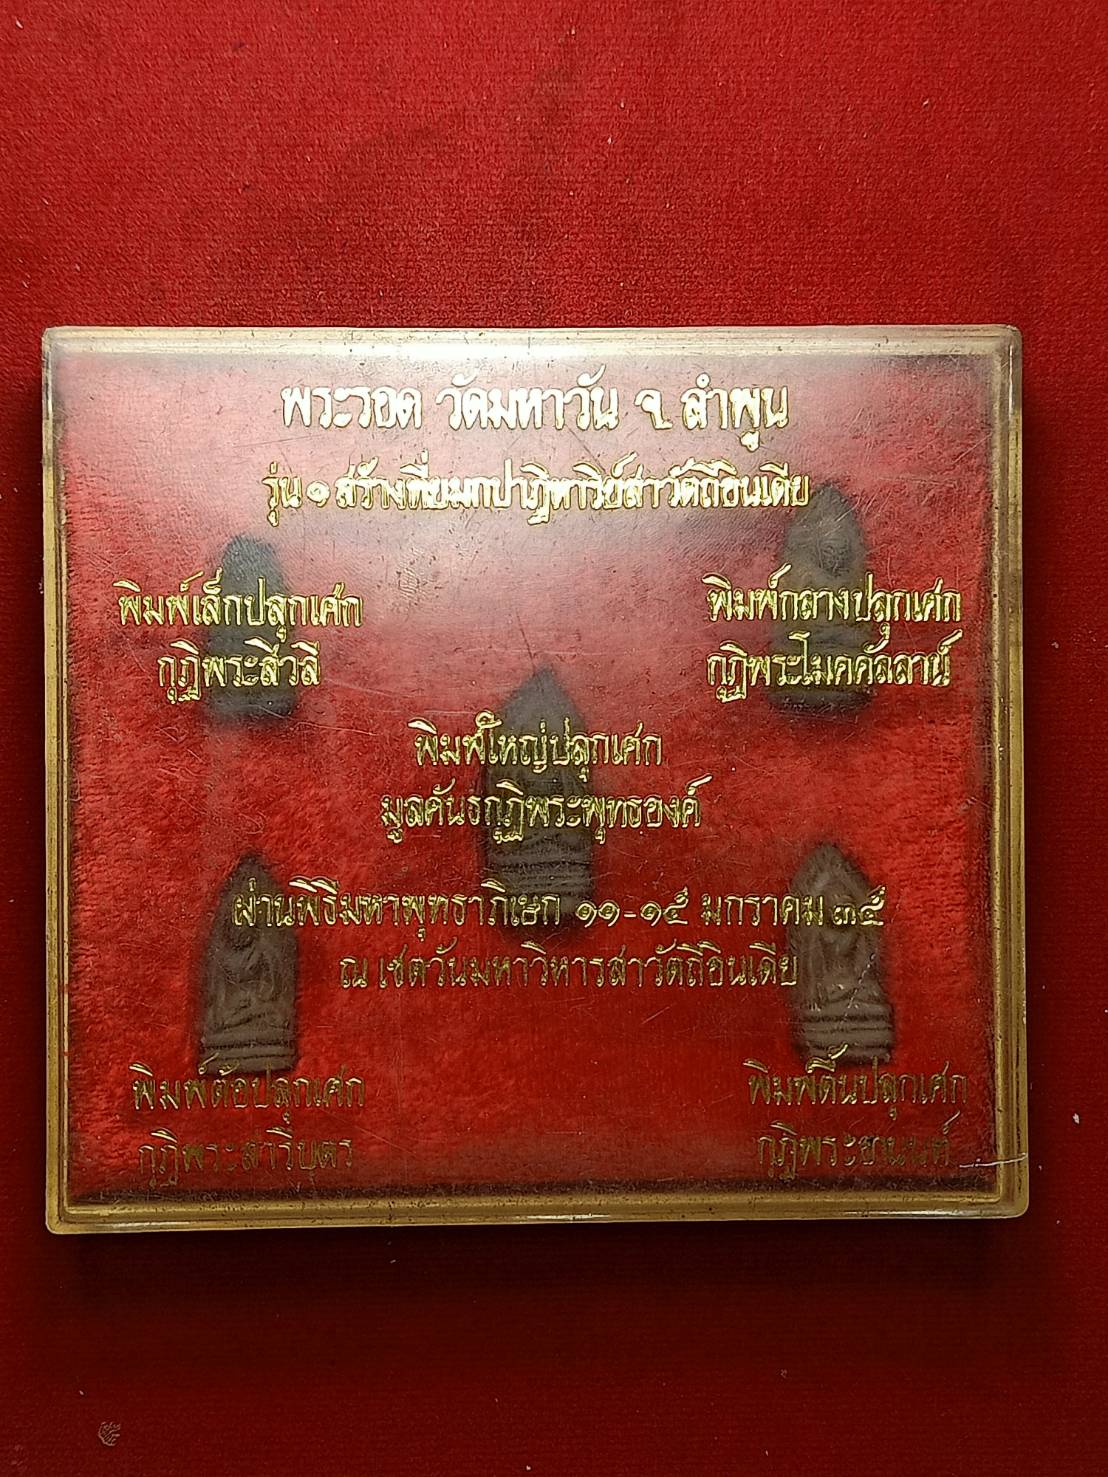 พระรอด วัดมหาวัน จ. ลำพูน
รุ่น ๑ สร้างที่ยมกปาฏิหาริย์สาวัตถีอินเดีย
พิมพ์เล็กปลุกเศก
กุฏิพระสีวลี
พิมพ์กลางปลุกเศก
กุฏิพระโมคคัลลาน์
พิมพ์ใหญ่ปลุกเศก
มูลคันธกุฏิพระพุทธองค์
ผ่านพิธีมหาพุทธาภิเษก ๑๑-๑๕ มกราคม ๓๕
ณ เชตวันมหาวิหารสาวัตถีอินเดีย
พิมพ์ต้อปลุกเศก
กุฏิพระสารีบุตร
พิมพ์ตื้นปลุกเศก
กุฏิพระอานนท์